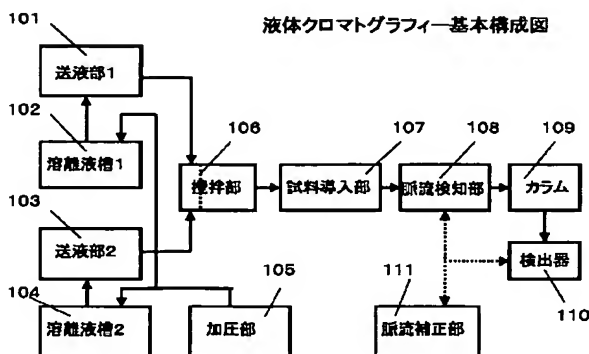 液体クロマトグラフィー基本構成図
101
送液部1
102
溶離液槽1
103
送液部2
104
溶離液槽2
105
加圧部
106
攪拌部
107
試料導入部
108
脈流検知部
109
カラム
検出器
110
111
脈流補正部